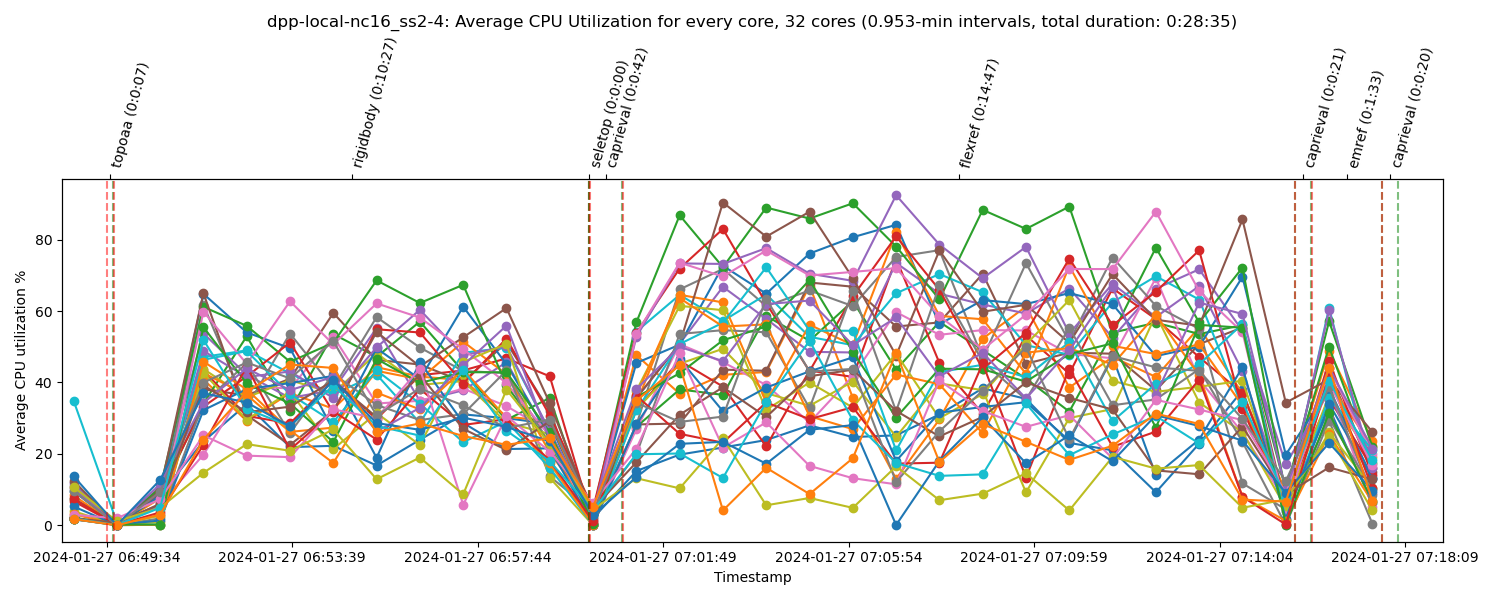 dpp-local-nc16_ss2-4: Average CPU Utilization for every core, 32 cores (0.953-min intervals, total duration: 0:28:35)
topoaa (0:0:07)
rigidbody (0:10:27)
seletop (0:0:00)
caprieval (0:0:42)
flexref (0:14:47)
caprieval (0:0:21)
emref (0:1:33)
caprieval (0:0:20)
Average CPU utilization %
80
60
40
20
0
2024-01-27 06:49:34
2024-01-27 06:53:39
2024-01-27 06:57:44
2024-01-27 07:01:49
2024-01-27 07:05:54
2024-01-27 07:09:59
2024-01-27 07:14:04
2024-01-27 07:18:09
Timestamp